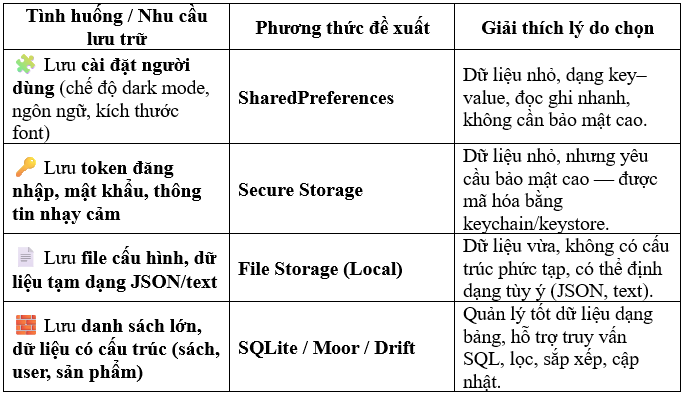 Tình huống / Nhu cầu
lưu trữ
Phương thức đề xuất
Giải thích lý do chọn
Lưu cài đặt người
dùng (chế độ dark mode,
ngôn ngữ, kích thước
font)
SharedPreferences
Dữ liệu nhỏ, dạng key–
value, đọc ghi nhanh,
không cần bảo mật cao.
Lưu token đăng
nhập, mật khẩu, thông
tin nhạy cảm
Secure Storage
Dữ liệu nhỏ, nhưng yêu
cầu bảo mật cao — được
mã hóa bằng
keychain/keystore.
Lưu file cấu hình, dữ
liệu tạm dạng JSON/text
File Storage (Local)
Dữ liệu vừa, không có cấu
trúc phức tạp, có thể định
dạng tùy ý (JSON, text).
Lưu danh sách lớn,
dữ liệu có cấu trúc (sách,
user, sản phẩm)
SQLite / Moor / Drift
Quản lý tốt dữ liệu dạng
bảng, hỗ trợ truy vấn
SQL, lọc, sắp xếp, cập
nhật.